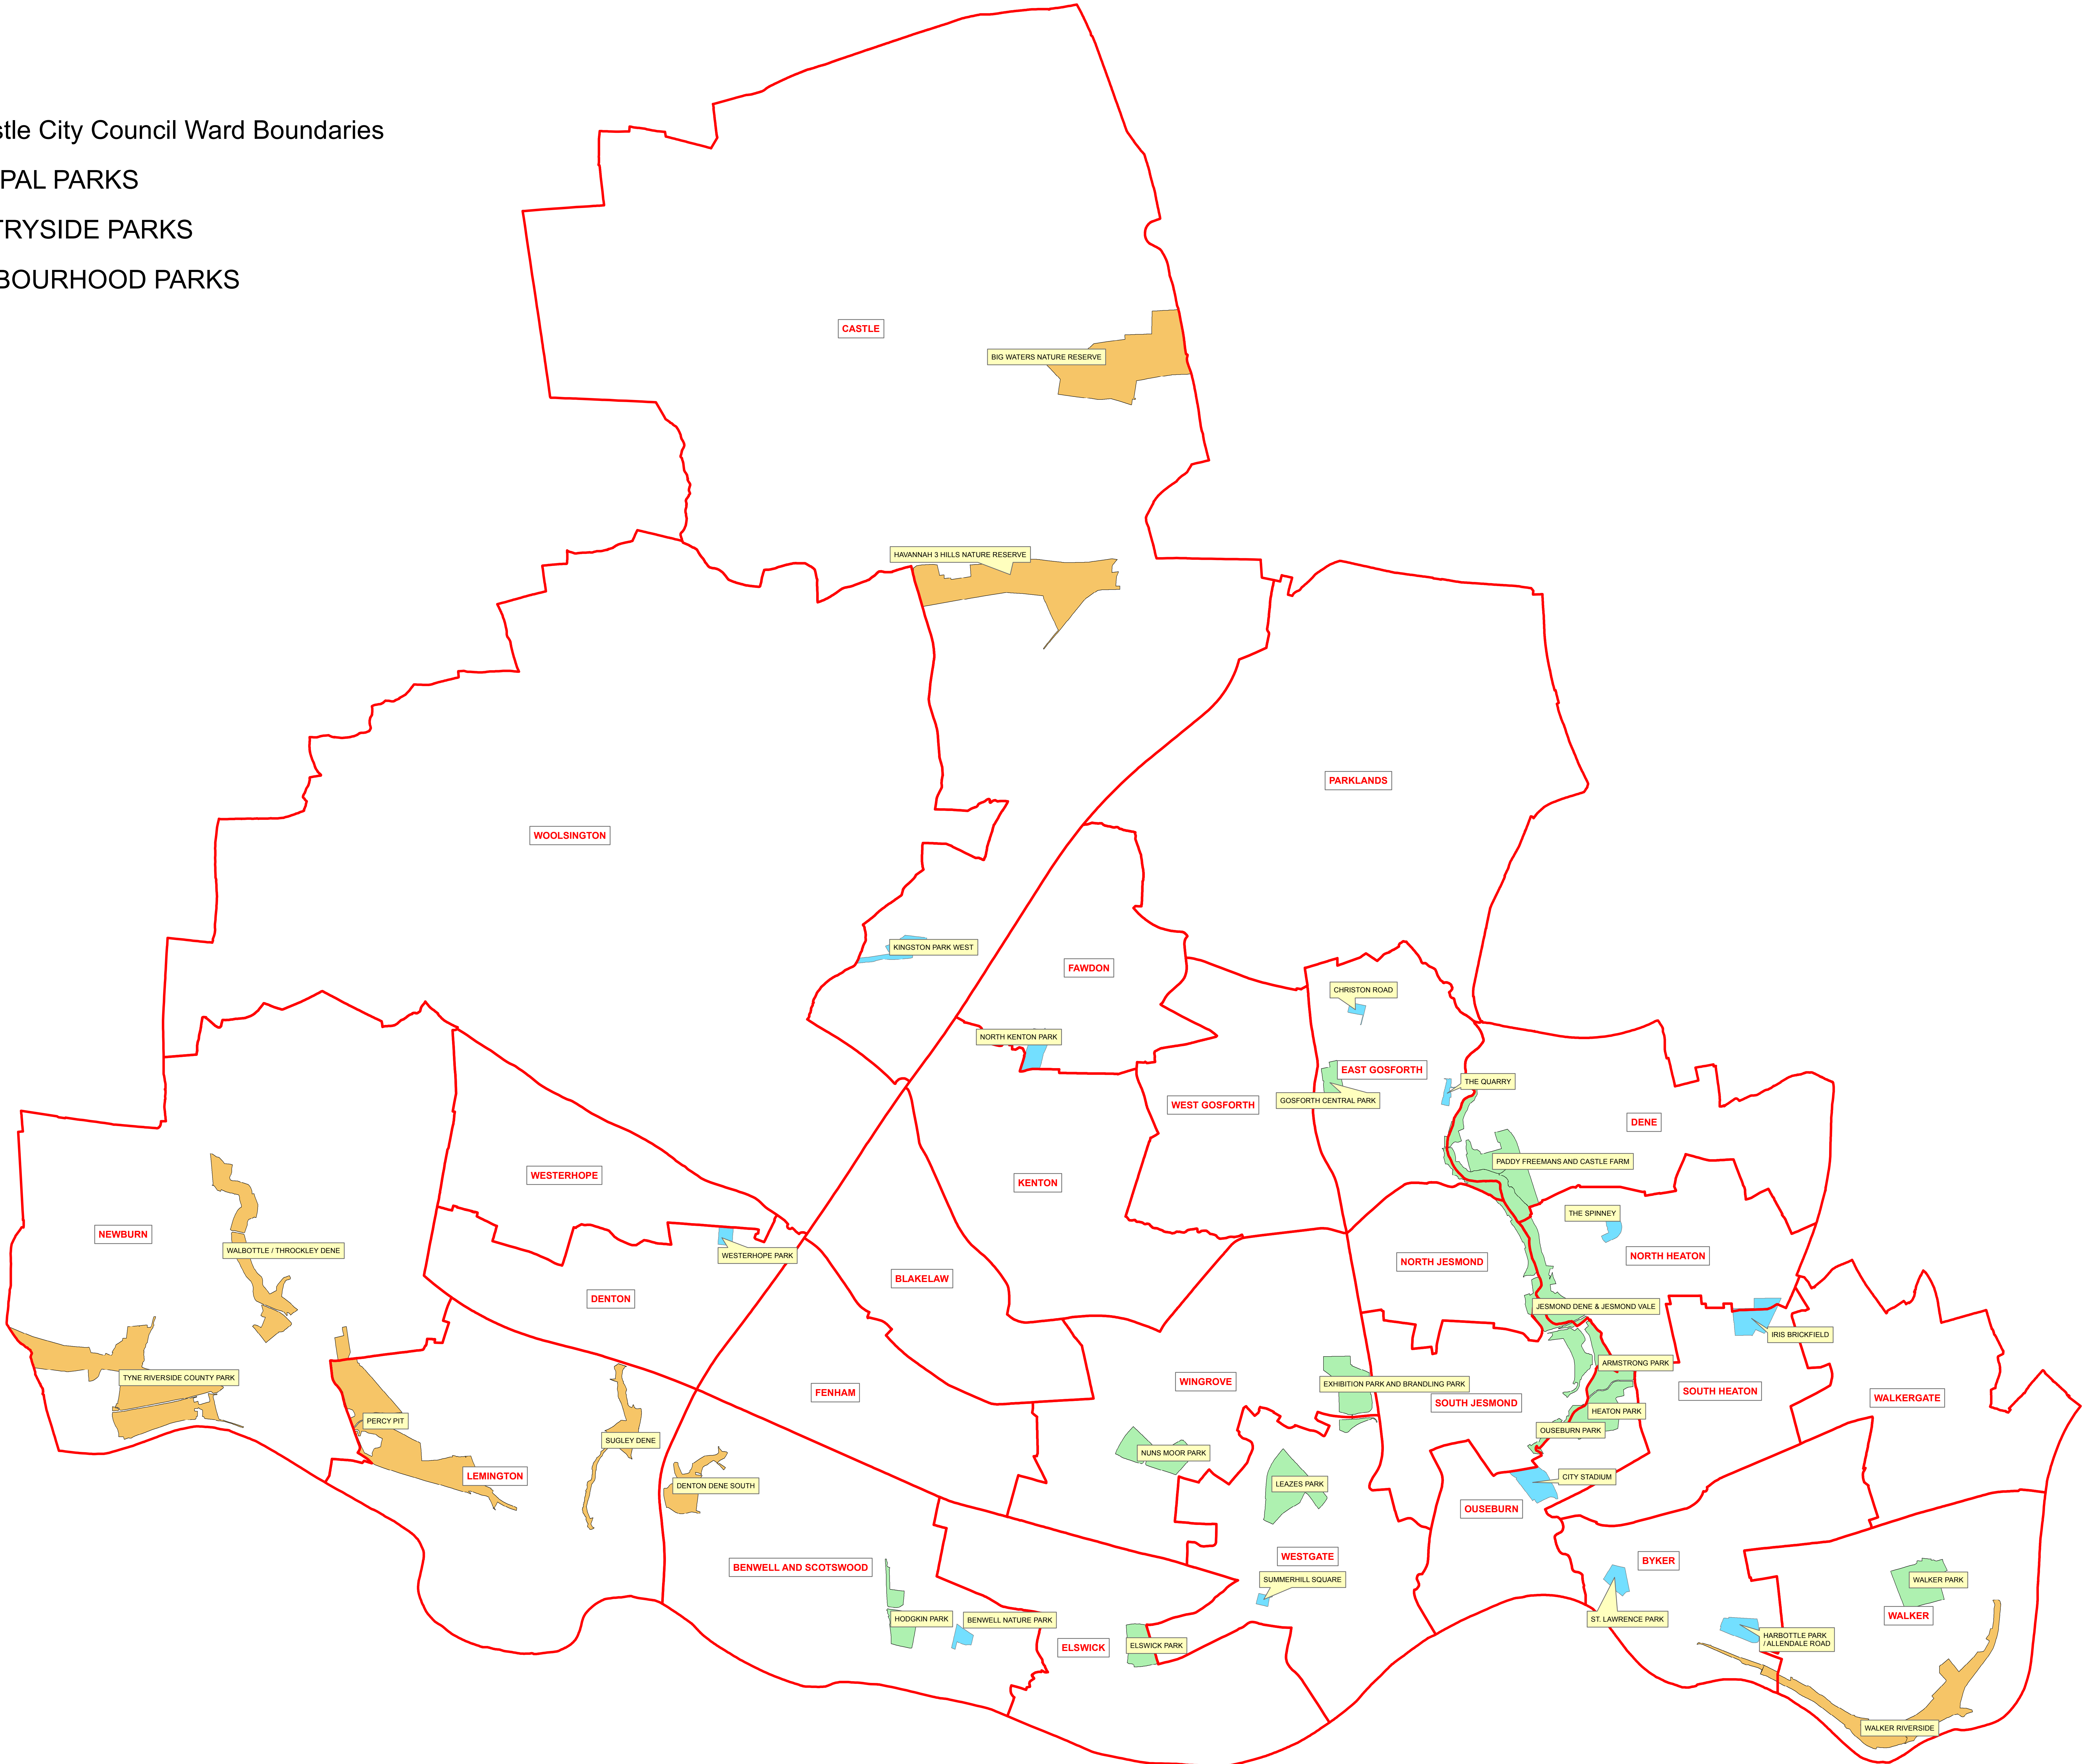 stle City Council Ward Boundaries
PAL PARKS
TRYSIDE PARKS
BOURHOOD PARKS
CASTLE
BIG WATERS NATURE RESERVE
HAVANNAH 3 HILLS NATURE RESERVE
PARKLANDS
WOOLSINGTON
KINGSTON PARK WEST
FAWDON
CHRISTON ROAD
NORTH KENTON PARK
EAST GOSFORTH
THE QUARRY
GOSFORTH CENTRAL PARK
WEST GOSFORTH
DENE
PADDY FREEMANS AND CASTLE FARM
WESTERHOPE
KENTON
THE SPINNEY
NEWBURN
WALBOTTLE / THROCKLEY DENE
WESTERHOPE PARK
NORTH HEATON
NORTH JESMOND
BLAKELAW
DENTON
JESMOND DENE & JESMOND VALE
IRIS BRICKFIELD
ARMSTRONG PARK
TYNE RIVERSIDE COUNTY PARK
WINGROVE
EXHIBITION PARK AND BRANDLING PARK
FENHAM
SOUTH HEATON
WALKERGATE
SOUTH JESMOND
HEATON PARK
PERCY PIT
OUSEBURN PARK
SUGLEY DENE
NUNS MOOR PARK
LEMINGTON
CITY STADIUM
DENTON DENE SOUTH
LEAZES PARK
OUSEBURN
WESTGATE
BYKER
BENWELL AND SCOTSWOOD
SUMMERHILL SQUARE
WALKER PARK
WALKER
HODGKIN PARK
BENWELL NATURE PARK
ST. LAWRENCE PARK
HARBOTTLE PARK
/ ALLENDALE ROAD
ELSWICK
ELSWICK PARK
WALKER RIVERSIDE